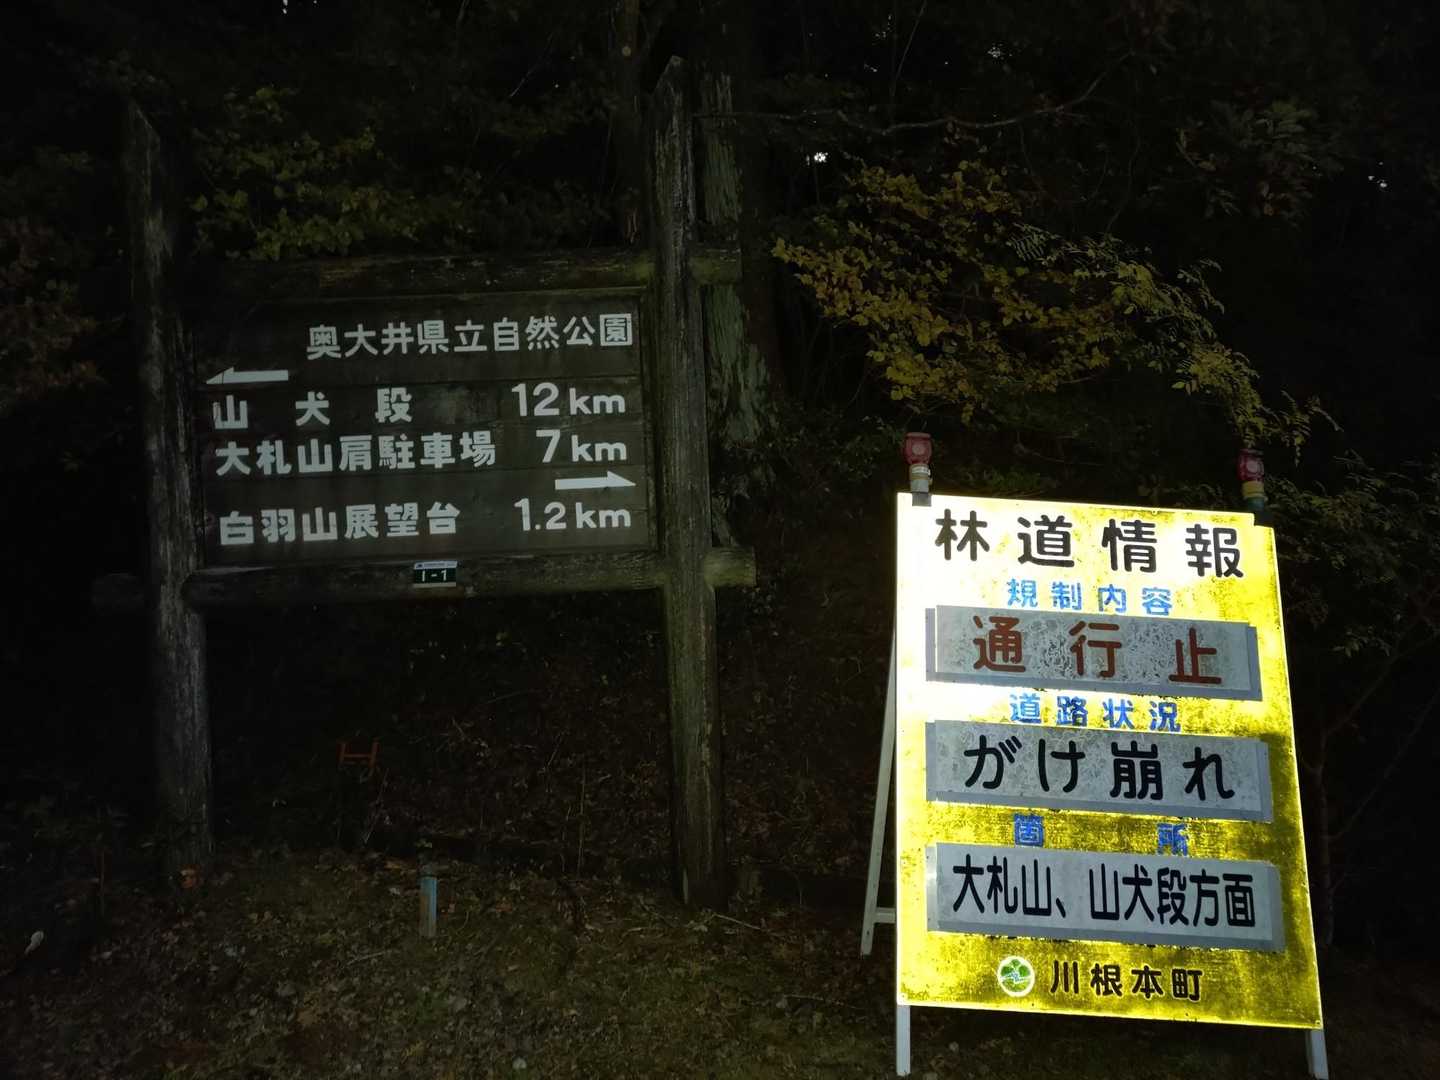 奥大井県立自然公園
山犬段 12km
大札山肩駐車場 7km
白羽山展望台 1.2km
I-1
林道情報
規制内容
通行止
道路状況
がけ崩れ
箇所
大札山、山犬段方面
川根本町